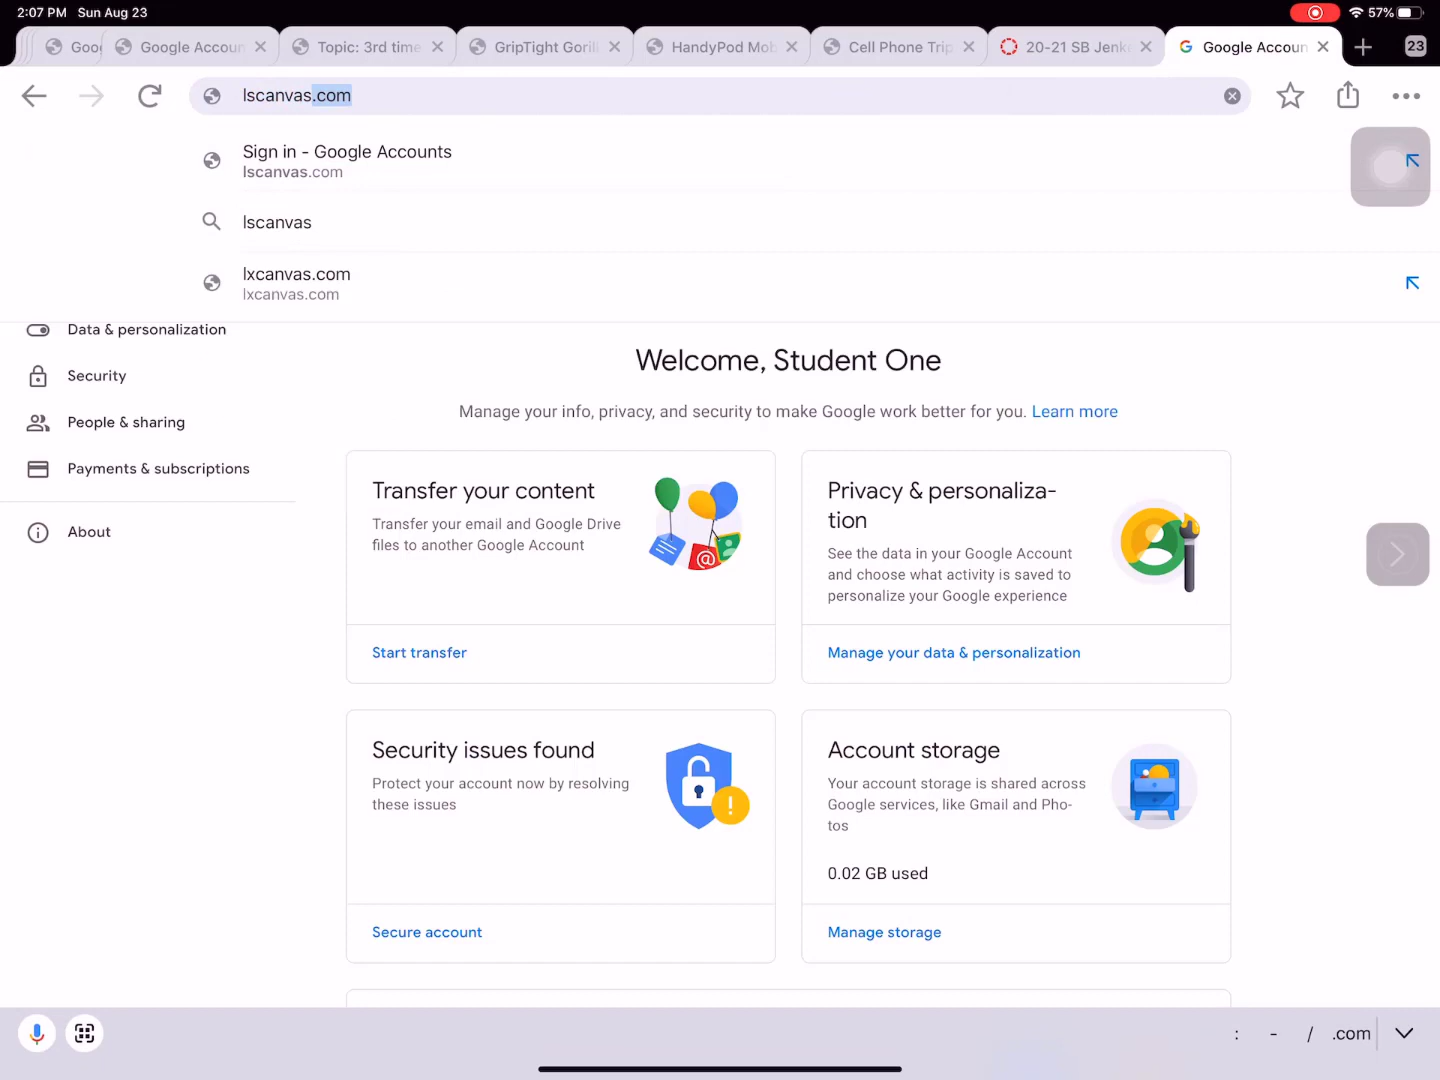 2:07 PM Sun Aug 23
57%
Goo
Google Accoun
Topic: 3rd time
GripTight Goril
HandyPod Mob
Cell Phone Trip
20-21 SB Jenk
Google Accoun
23
lscanvas.com
Sign in - Google Accounts
lscanvas.com
lscanvas
lxcanvas.com
lxcanvas.com
Data & personalization
Security
People & sharing
Payments & subscriptions
About
Welcome, Student One
Manage your info, privacy, and security to make Google work better for you. Learn more
Transfer your content
Transfer your email and Google Drive
files to another Google Account
Start transfer
Privacy & personaliza-
tion
See the data in your Google Account
and choose what activity is saved to
personalize your Google experience
Manage your data & personalization
Security issues found
Protect your account now by resolving
these issues
Secure account
Account storage
Your account storage is shared across
Google services, like Gmail and Pho-
tos
0.02 GB used
Manage storage
: - / .com